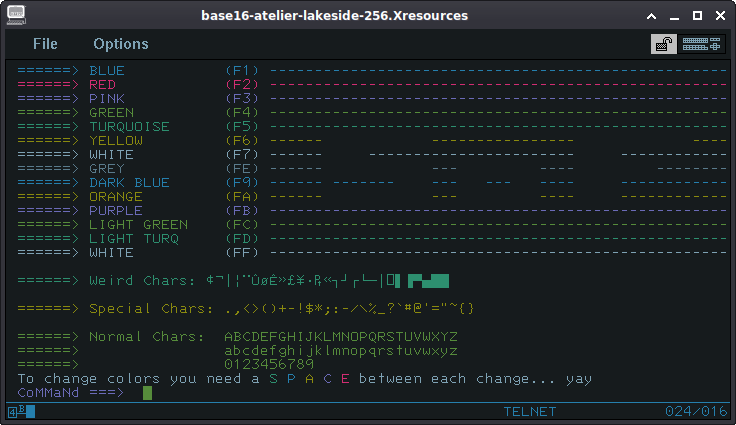 base16-atelier-lakeside-256.Xresources
File Options
======> BLUE (F1) ---------------------------------------------------
======> RED (F2) ---------------------------------------------------
======> PINK (F3) ---------------------------------------------------
======> GREEN (F4) ---------------------------------------------------
======> TURQUOISE (F5) ---------------------------------------------------
======> YELLOW (F6) ------            ----------------             ----
======> WHITE (F7) ------     ----------------------     ------------
======> GREY (FE) ------            ---         ---         --------
======> DARK BLUE (F9) ------ -------    ---   ---  ---      --------
======> ORANGE (FA) ------            ---         ---            ----
======> PURPLE (FB) ---------------------------------------------------
======> LIGHT GREEN (FC) ---------------------------------------------------
======> LIGHT TURQ (FD) ---------------------------------------------------
======> WHITE (FF) ---------------------------------------------------
======> Weird Chars:
======> Special Chars: .,<>()+-!$*;:-/\%_?`#@'="~{}
======> Normal Chars: ABCDEFGHIJKLMNOPQRSTUVWXYZ
======> abcdefghijklmnopqrstuvwxyz
======> 0123456789
To change colors you need a S P A C E between each change... yay
CoMMaNd ===>
4 B TELNET 024/016